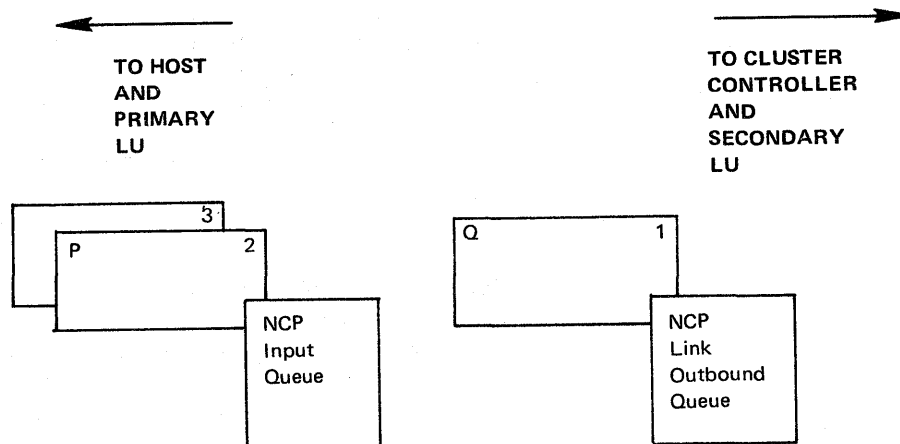 TO HOST
AND
PRIMARY
LU
TO CLUSTER
CONTROLLER
AND
SECONDARY
LU
3
P 2
NCP
Input
Queue
Q 1
NCP
Link
Outbound
Queue